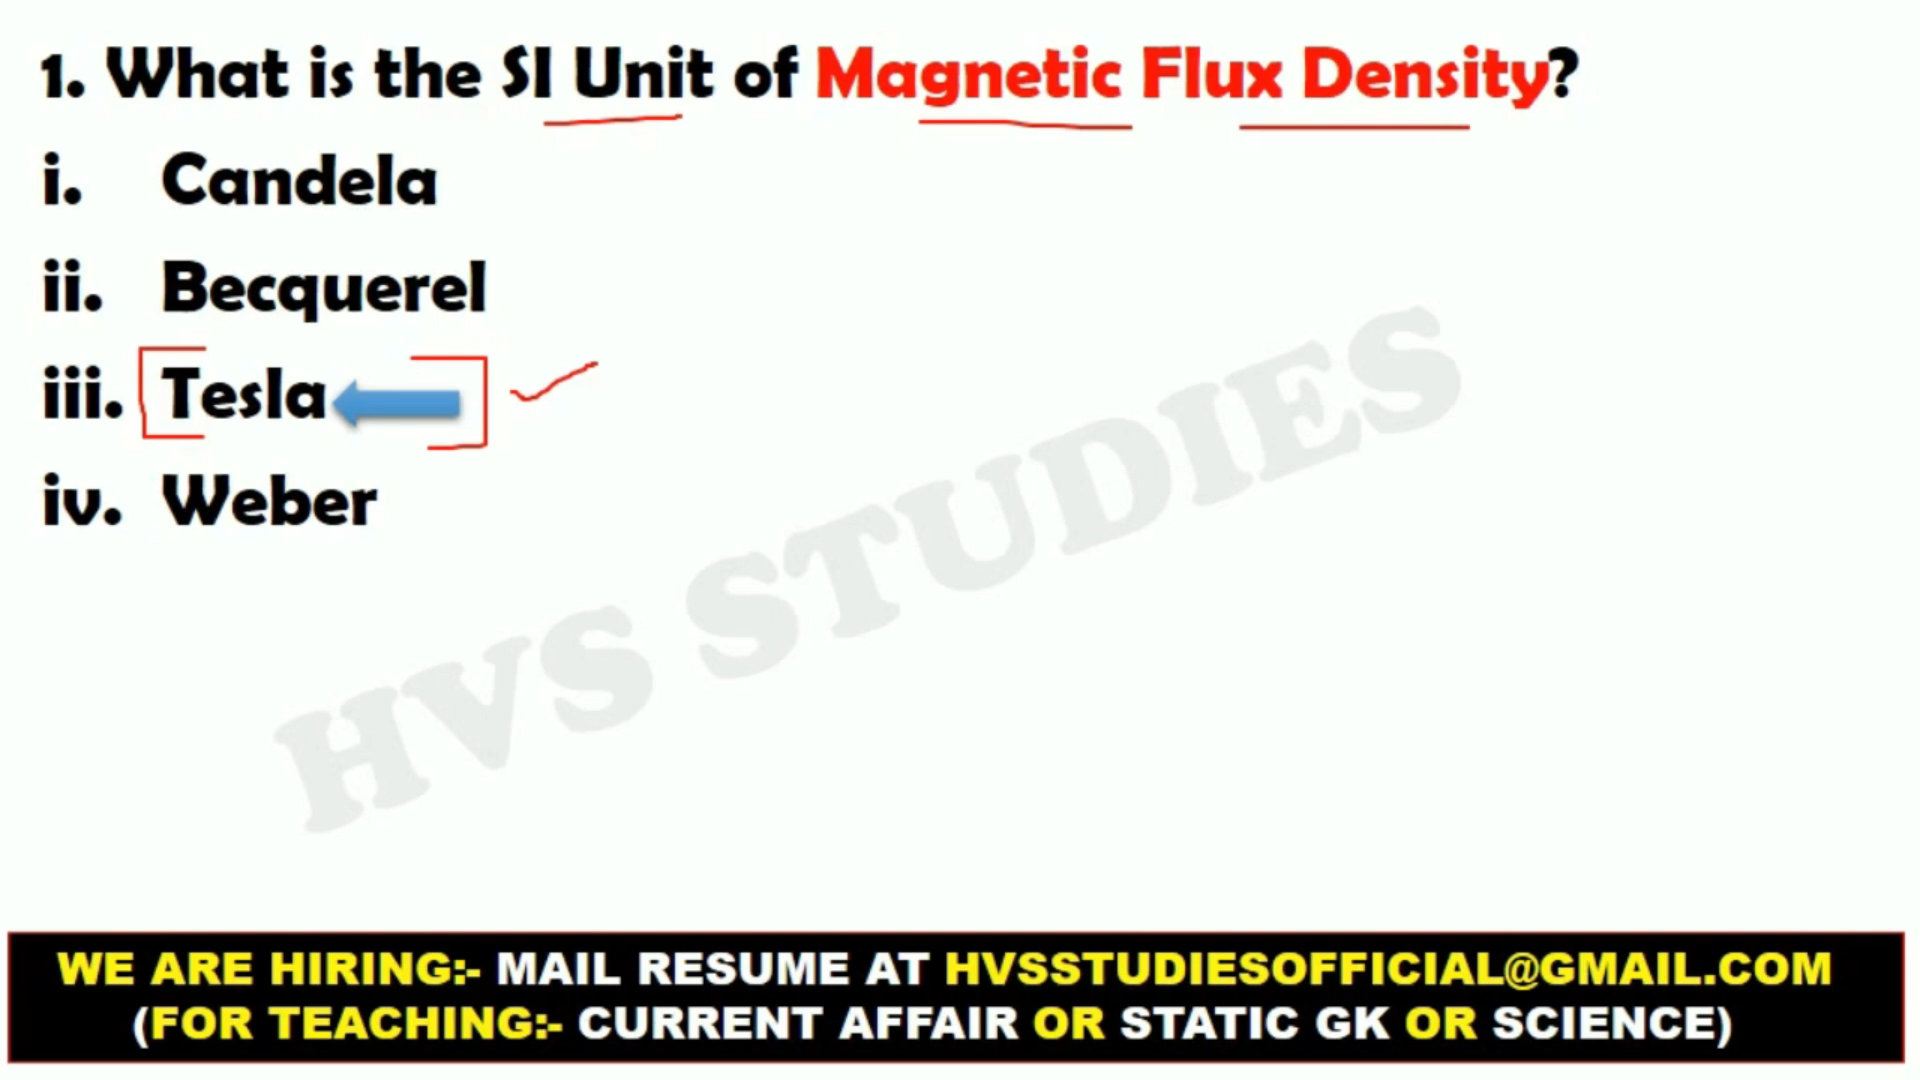 1. What is the SI Unit of Magnetic Flux Density?
i. Candela
ii. Becquerel
iii. Tesla
iv. Weber
HVS STUDIES
WE ARE HIRING:- MAIL RESUME AT HVSSTUDIESOFFICIAL@GMAIL.COM
(FOR TEACHING:- CURRENT AFFAIR OR STATIC GK OR SCIENCE)